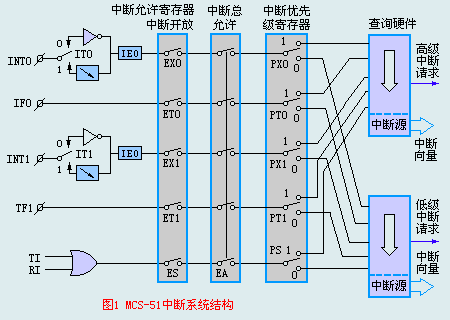 中断允许寄存器 中断总 中断优先 查询硬件
中断开放 允许 级寄存器
0 1 高级
INT0 IT0 IE0 EX0 PX0 中断
1 0 请求
1
IF0 ET0 PT0 中断源
0 中断
0 向量
INT1 IT1 IE0 EX1 1 PX1
1 0
1 低级
TF1 ET1 PT1 中断
0 请求
TI PS 1 中断
RI ES EA 0 中断源 向量
图1 MCS-51中断系统结构